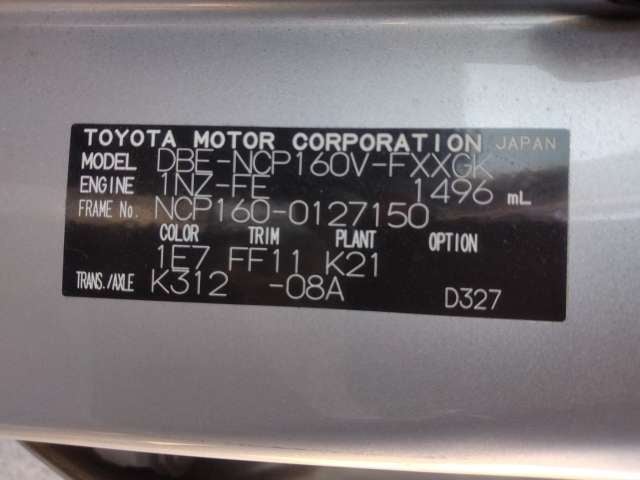 TOYOTA MOTOR CORPORATION JAPAN
MODEL DBE-NCP160V-FXXGK
ENGINE 1NZ-FE 1496 mL
FRAME No. NCP160-0127150
COLOR TRIM PLANT OPTION
1E7 FF11 K21
TRANS./AXLE K312 -08A D327